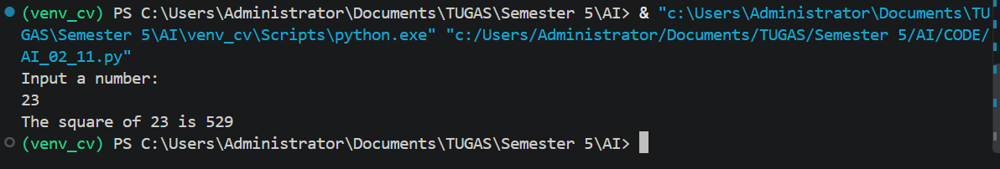 (venv_cv) PS C:\Users\Administrator\Documents\TUGAS\Semester 5\AI> & "c:\Users\Administrator\Documents\TU
GAS\Semester 5\AI\venv_cv\Scripts\python.exe" "c:/Users/Administrator/Documents/TUGAS/Semester 5/AI/CODE/
AI_02_11.py"
Input a number:
23
The square of 23 is 529
(venv_cv) PS C:\Users\Administrator\Documents\TUGAS\Semester 5\AI>